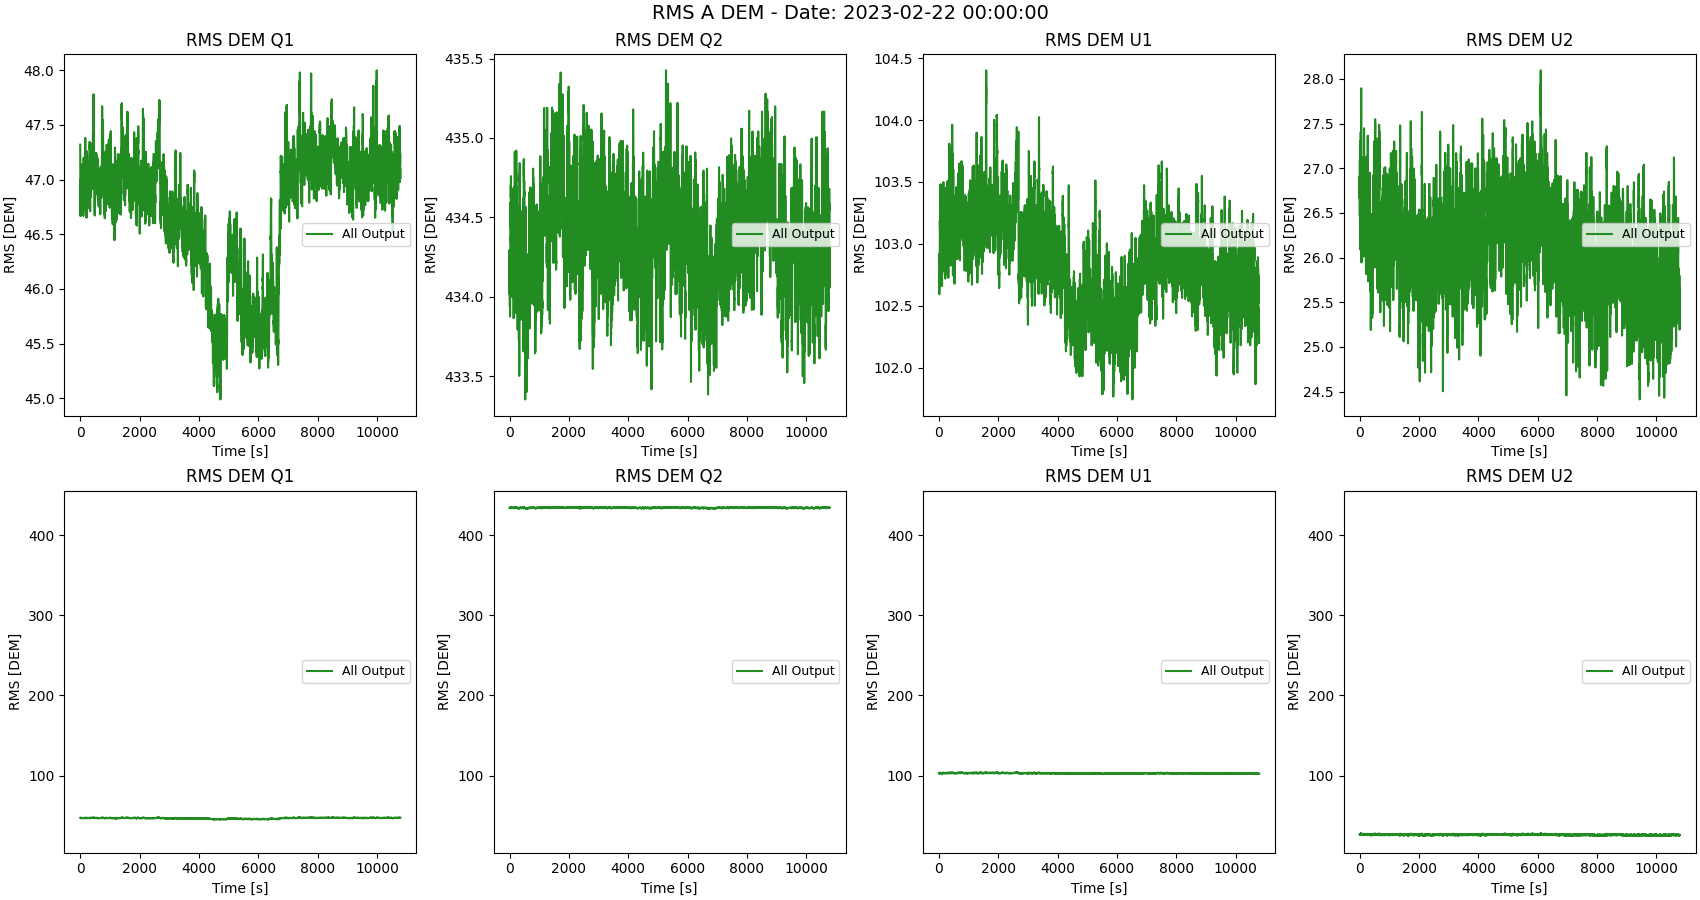 RMS A DEM - Date: 2023-02-22 00:00:00
RMS DEM Q1
RMS [DEM]
48.0
47.5
47.0
46.5
46.0
45.5
45.0
0 2000 4000 6000 8000 10000
Time [s]
All Output
RMS DEM Q2
RMS [DEM]
435.5
435.0
434.5
434.0
433.5
0 2000 4000 6000 8000 10000
Time [s]
All Output
RMS DEM U1
RMS [DEM]
104.5
104.0
103.5
103.0
102.5
102.0
0 2000 4000 6000 8000 10000
Time [s]
All Output
RMS DEM U2
RMS [DEM]
28.0
27.5
27.0
26.5
26.0
25.5
25.0
24.5
0 2000 4000 6000 8000 10000
Time [s]
All Output
RMS DEM Q1
RMS [DEM]
400
300
200
100
0 2000 4000 6000 8000 10000
Time [s]
All Output
RMS DEM Q2
RMS [DEM]
400
300
200
100
0 2000 4000 6000 8000 10000
Time [s]
All Output
RMS DEM U1
RMS [DEM]
400
300
200
100
0 2000 4000 6000 8000 10000
Time [s]
All Output
RMS DEM U2
RMS [DEM]
400
300
200
100
0 2000 4000 6000 8000 10000
Time [s]
All Output